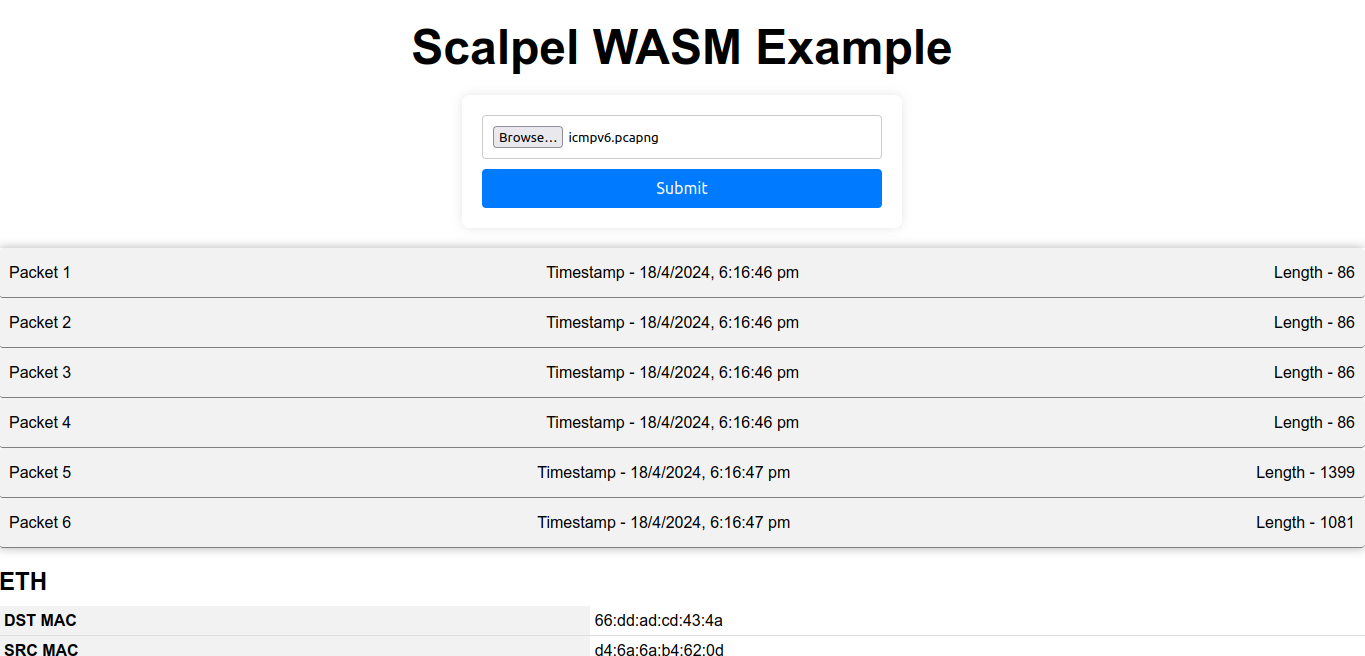 Scalpel WASM Example
Browse… icmpv6.pcapng
Submit
Packet 1 Timestamp - 18/4/2024, 6:16:46 pm Length - 86
Packet 2 Timestamp - 18/4/2024, 6:16:46 pm Length - 86
Packet 3 Timestamp - 18/4/2024, 6:16:46 pm Length - 86
Packet 4 Timestamp - 18/4/2024, 6:16:46 pm Length - 86
Packet 5 Timestamp - 18/4/2024, 6:16:47 pm Length - 1399
Packet 6 Timestamp - 18/4/2024, 6:16:47 pm Length - 1081
ETH
DST MAC 66:dd:ad:cd:43:4a
SRC MAC d4:6a:6a:b4:62:0d